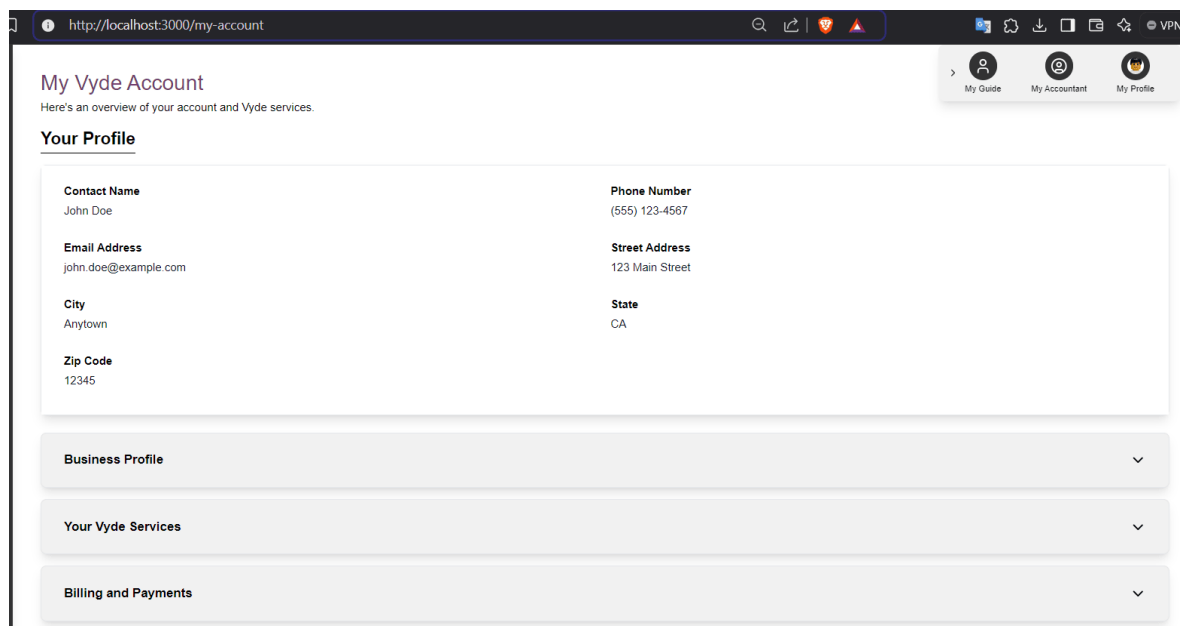 http://localhost:3000/my-account
VPN
My Vyde Account
Here's an overview of your account and Vyde services.
My Guide
My Accountant
My Profile
Your Profile
Contact Name
John Doe
Phone Number
(555) 123-4567
Email Address
john.doe@example.com
Street Address
123 Main Street
City
Anytown
State
CA
Zip Code
12345
Business Profile
Your Vyde Services
Billing and Payments